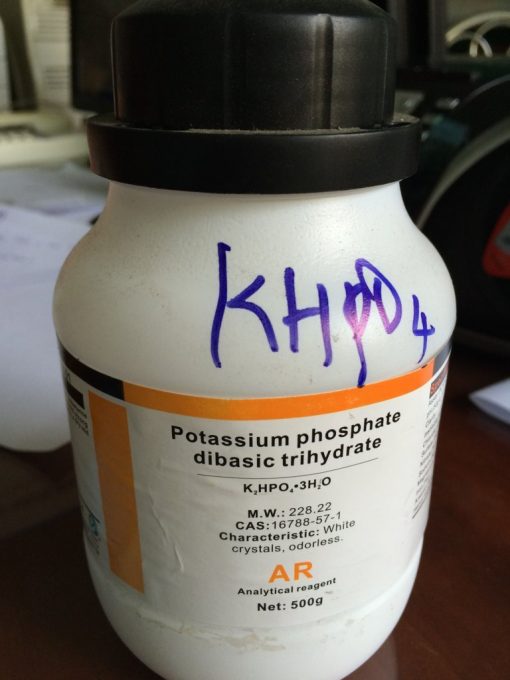 KHPO4
Potassium phosphate
dibasic trihydrate
K₂HPO₄•3H₂O
M.W.: 228.22
CAS:16788-57-1
Characteristic: White
crystals, odorless.
AR
Analytical reagent
Net: 500g